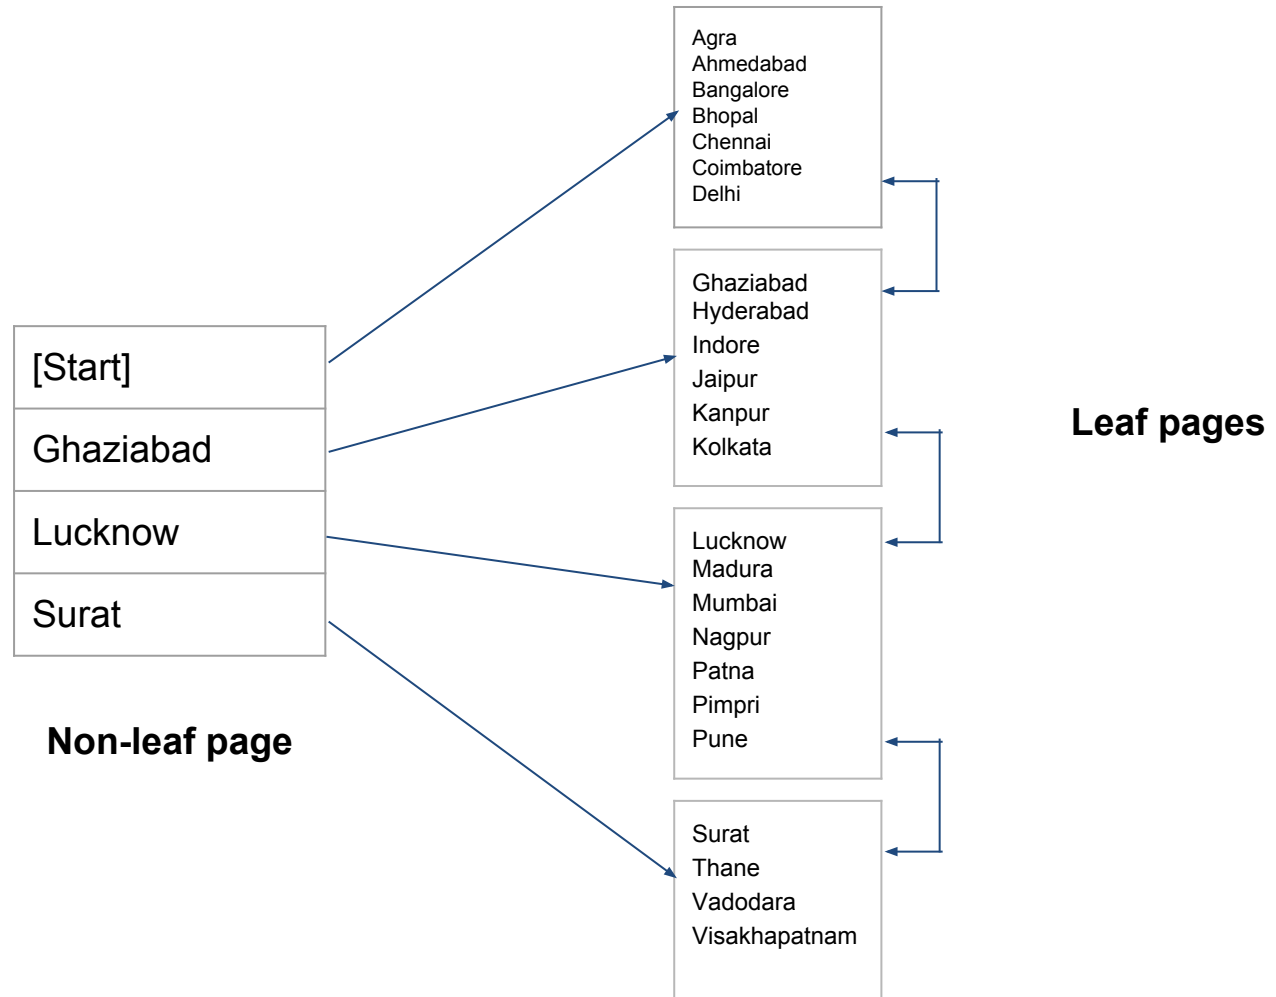 [Start]
Ghaziabad
Lucknow
Surat
Non-leaf page
Agra
Ahmedabad
Bangalore
Bhopal
Chennai
Coimbatore
Delhi
Ghaziabad
Hyderabad
Indore
Jaipur
Kanpur
Kolkata
Lucknow
Madura
Mumbai
Nagpur
Patna
Pimpri
Pune
Surat
Thane
Vadodara
Visakhapatnam
Leaf pages